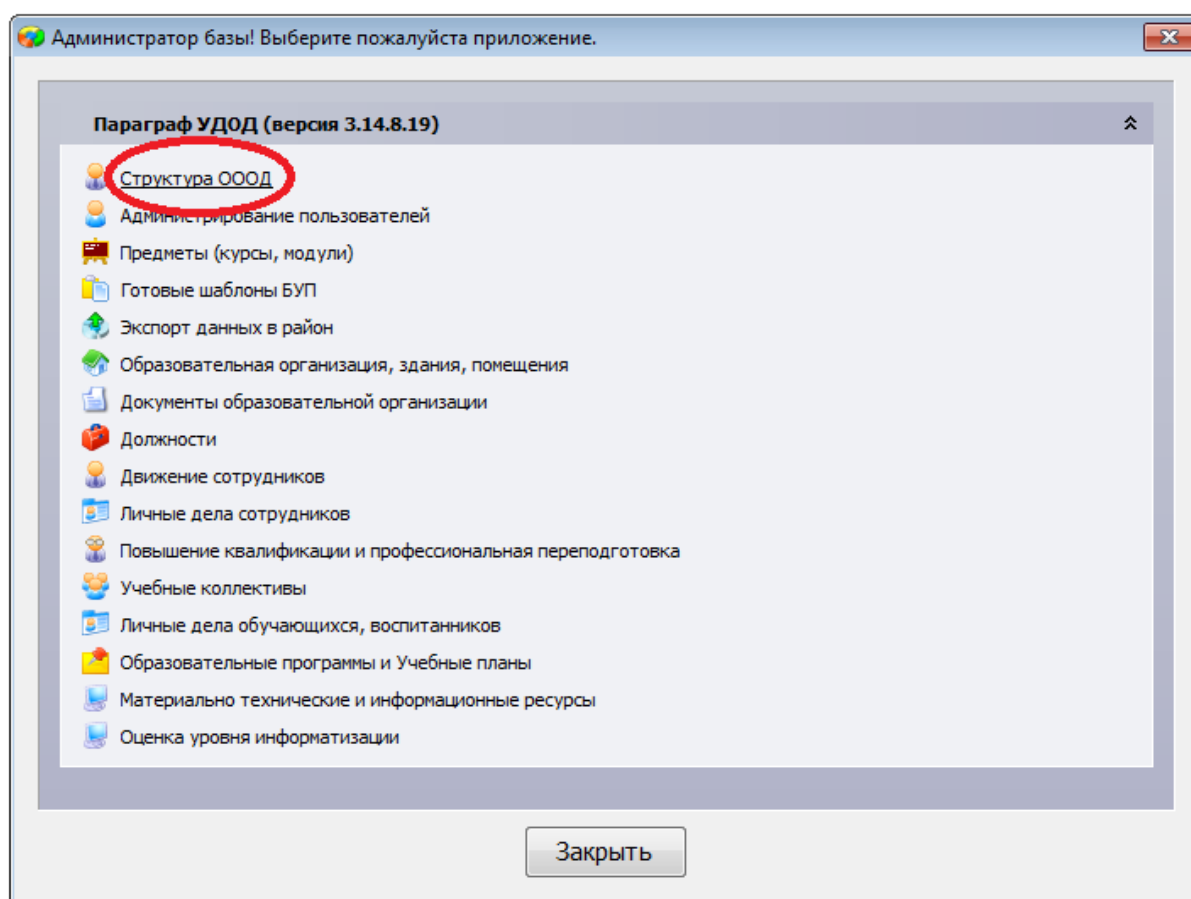 Администратор базы! Выберите пожалуйста приложение.
Параграф УДОД (версия 3.14.8.19)
Структура ОООД
Администрирование пользователей
Предметы (курсы, модули)
Готовые шаблоны БУП
Экспорт данных в район
Образовательная организация, здания, помещения
Документы образовательной организации
Должности
Движение сотрудников
Личные дела сотрудников
Повышение квалификации и профессиональная переподготовка
Учебные коллективы
Личные дела обучающихся, воспитанников
Образовательные программы и Учебные планы
Материально технические и информационные ресурсы
Оценка уровня информатизации
Закрыть